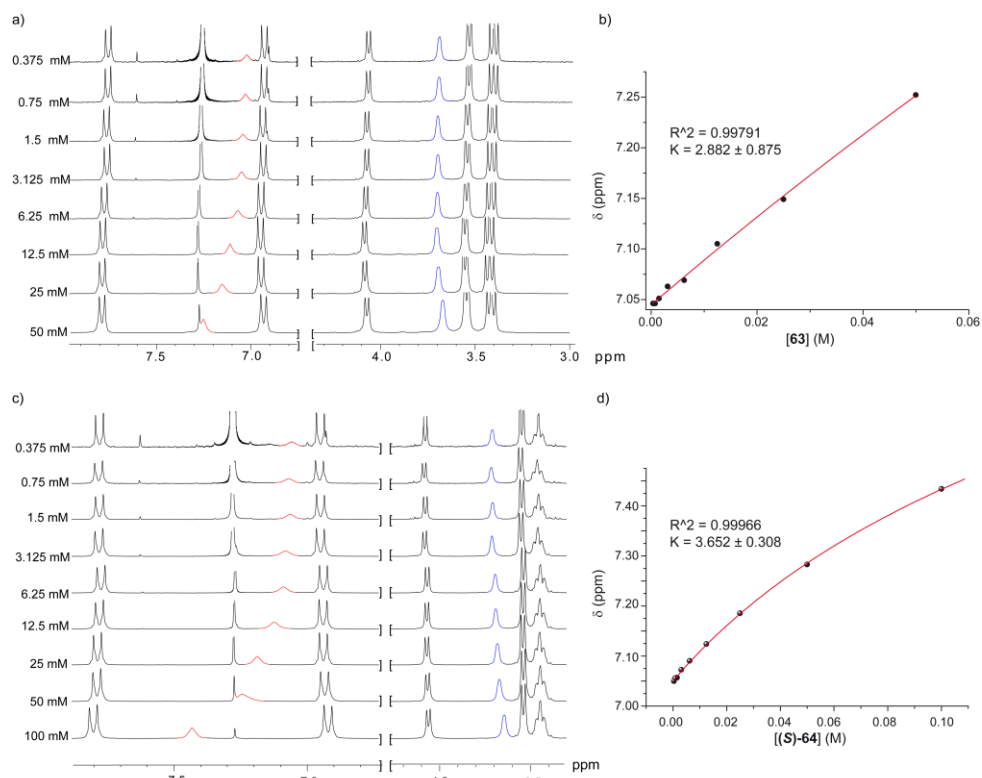 a)
0.375 mM
0.75 mM
1.5 mM
3.125 mM
6.25 mM
12.5 mM
25 mM
50 mM
] [
7.5 7.0 4.0 3.5 3.0
ppm
b)
R^2 = 0.99791
K = 2.882 ± 0.875
δ (ppm)
7.25
7.20
7.15
7.10
7.05
0.00 0.02 0.04 0.06
[63] (M)
c)
0.375 mM
0.75 mM
1.5 mM
3.125 mM
6.25 mM
12.5 mM
25 mM
50 mM
100 mM
] [
ppm
d)
R^2 = 0.99966
K = 3.652 ± 0.308
δ (ppm)
7.40
7.30
7.20
7.10
7.00
0.00 0.02 0.04 0.06 0.08 0.10
[(S)-64] (M)